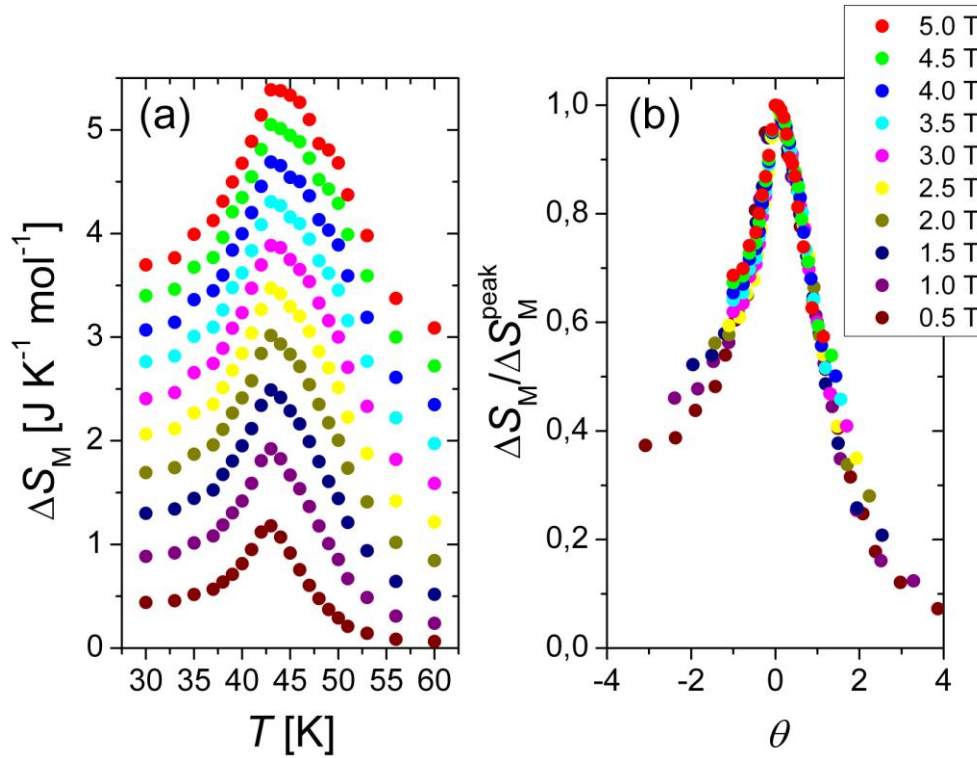 (a)
ΔS_M [J K⁻¹ mol⁻¹]
5
4
3
2
1
0
30 35 40 45 50 55 60
T [K]
(b)
ΔS_M/ΔS_M^peak
1,0
0,8
0,6
0,4
0,2
0,0
-4 -2 0 2 4
θ
5.0 T
4.5 T
4.0 T
3.5 T
3.0 T
2.5 T
2.0 T
1.5 T
1.0 T
0.5 T